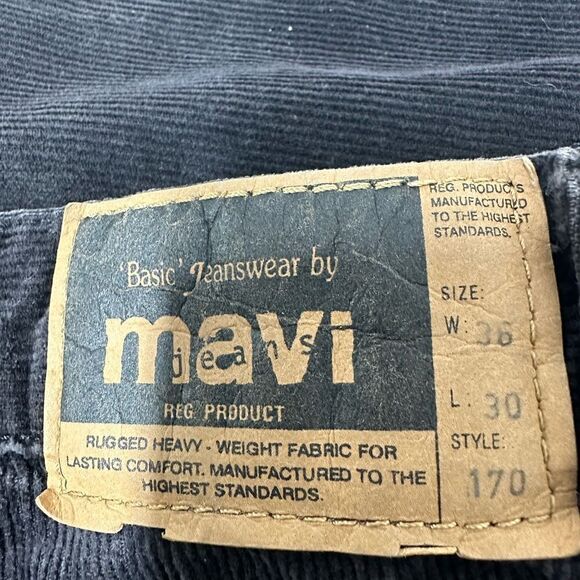 'Basic' Jeanswear by
mavi
jeans
REG. PRODUCT
RUGGED HEAVY - WEIGHT FABRIC FOR
LASTING COMFORT. MANUFACTURED TO THE
HIGHEST STANDARDS.
REG. PRODUCTS
MANUFACTURED
TO THE HIGHEST
STANDARDS.
SIZE:
W: 36
L: 30
STYLE:
170